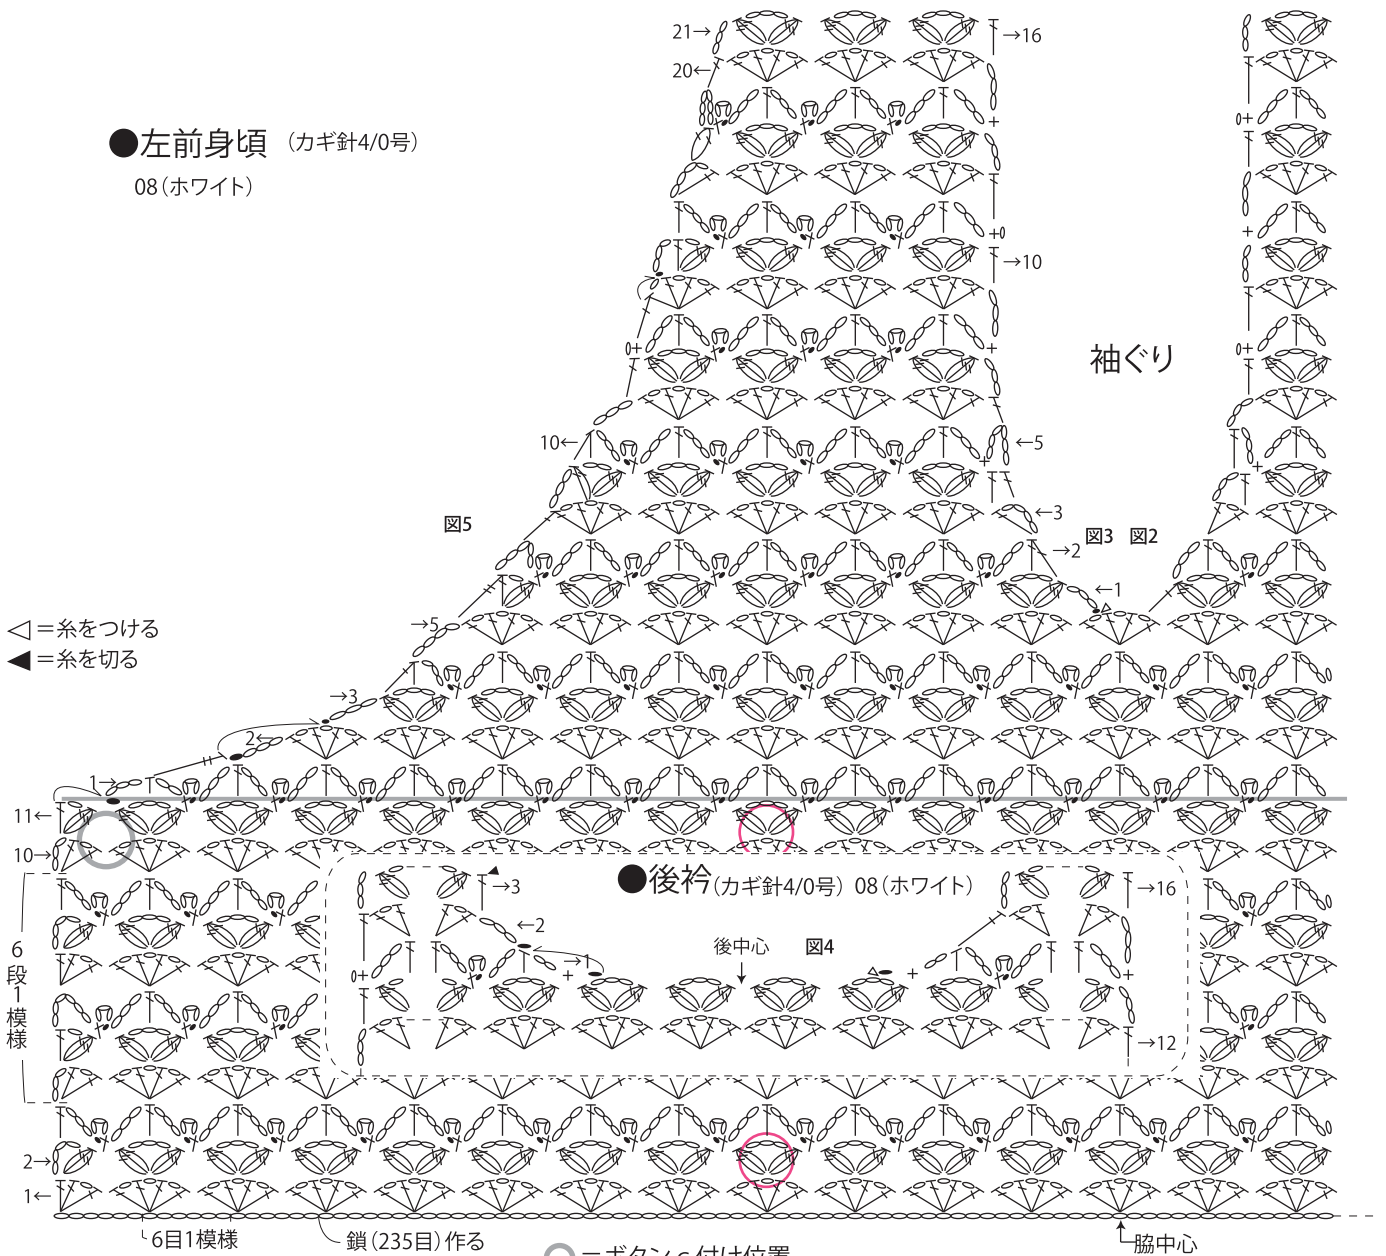 21→
→16
20←
●左前身頃 (カギ針4/0号)
08(ホワイト)
→10
袖ぐり
10←
←5
図5
←3
図3 図2
→2
←1
▷=糸をつける
→5
◀=糸を切る
→3
2←
1→
11←
10→
●後衿(カギ針4/0号) 08(ホワイト)
→3
→16
←2
後中心 図4
→1
6段1模様
→12
2→
1←
6目1模様
鎖(235目)作る
脇中心